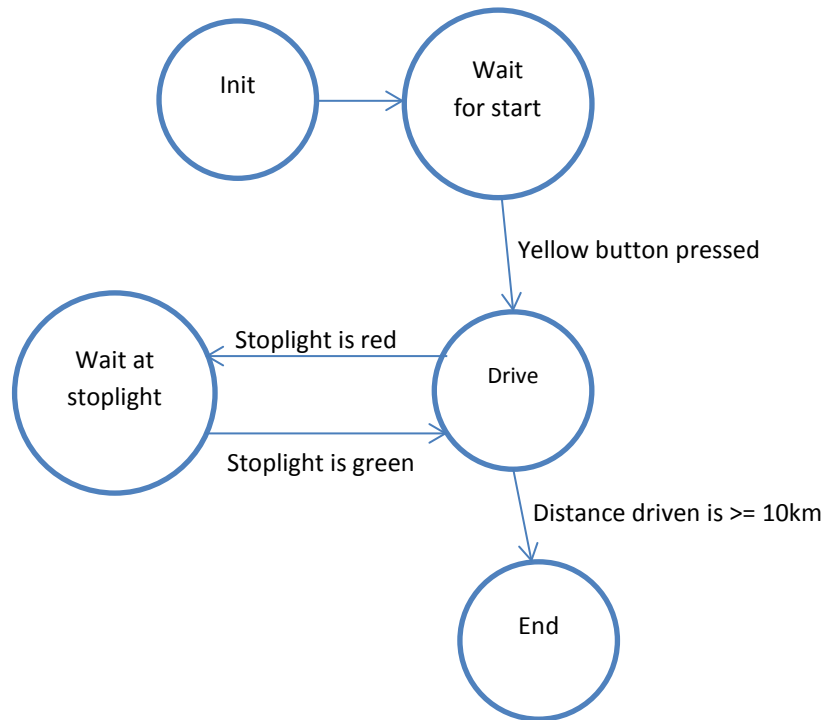 Init
Wait
for start
Yellow button pressed
Stoplight is red
Wait at
stoplight
Drive
Stoplight is green
Distance driven is >= 10km
End